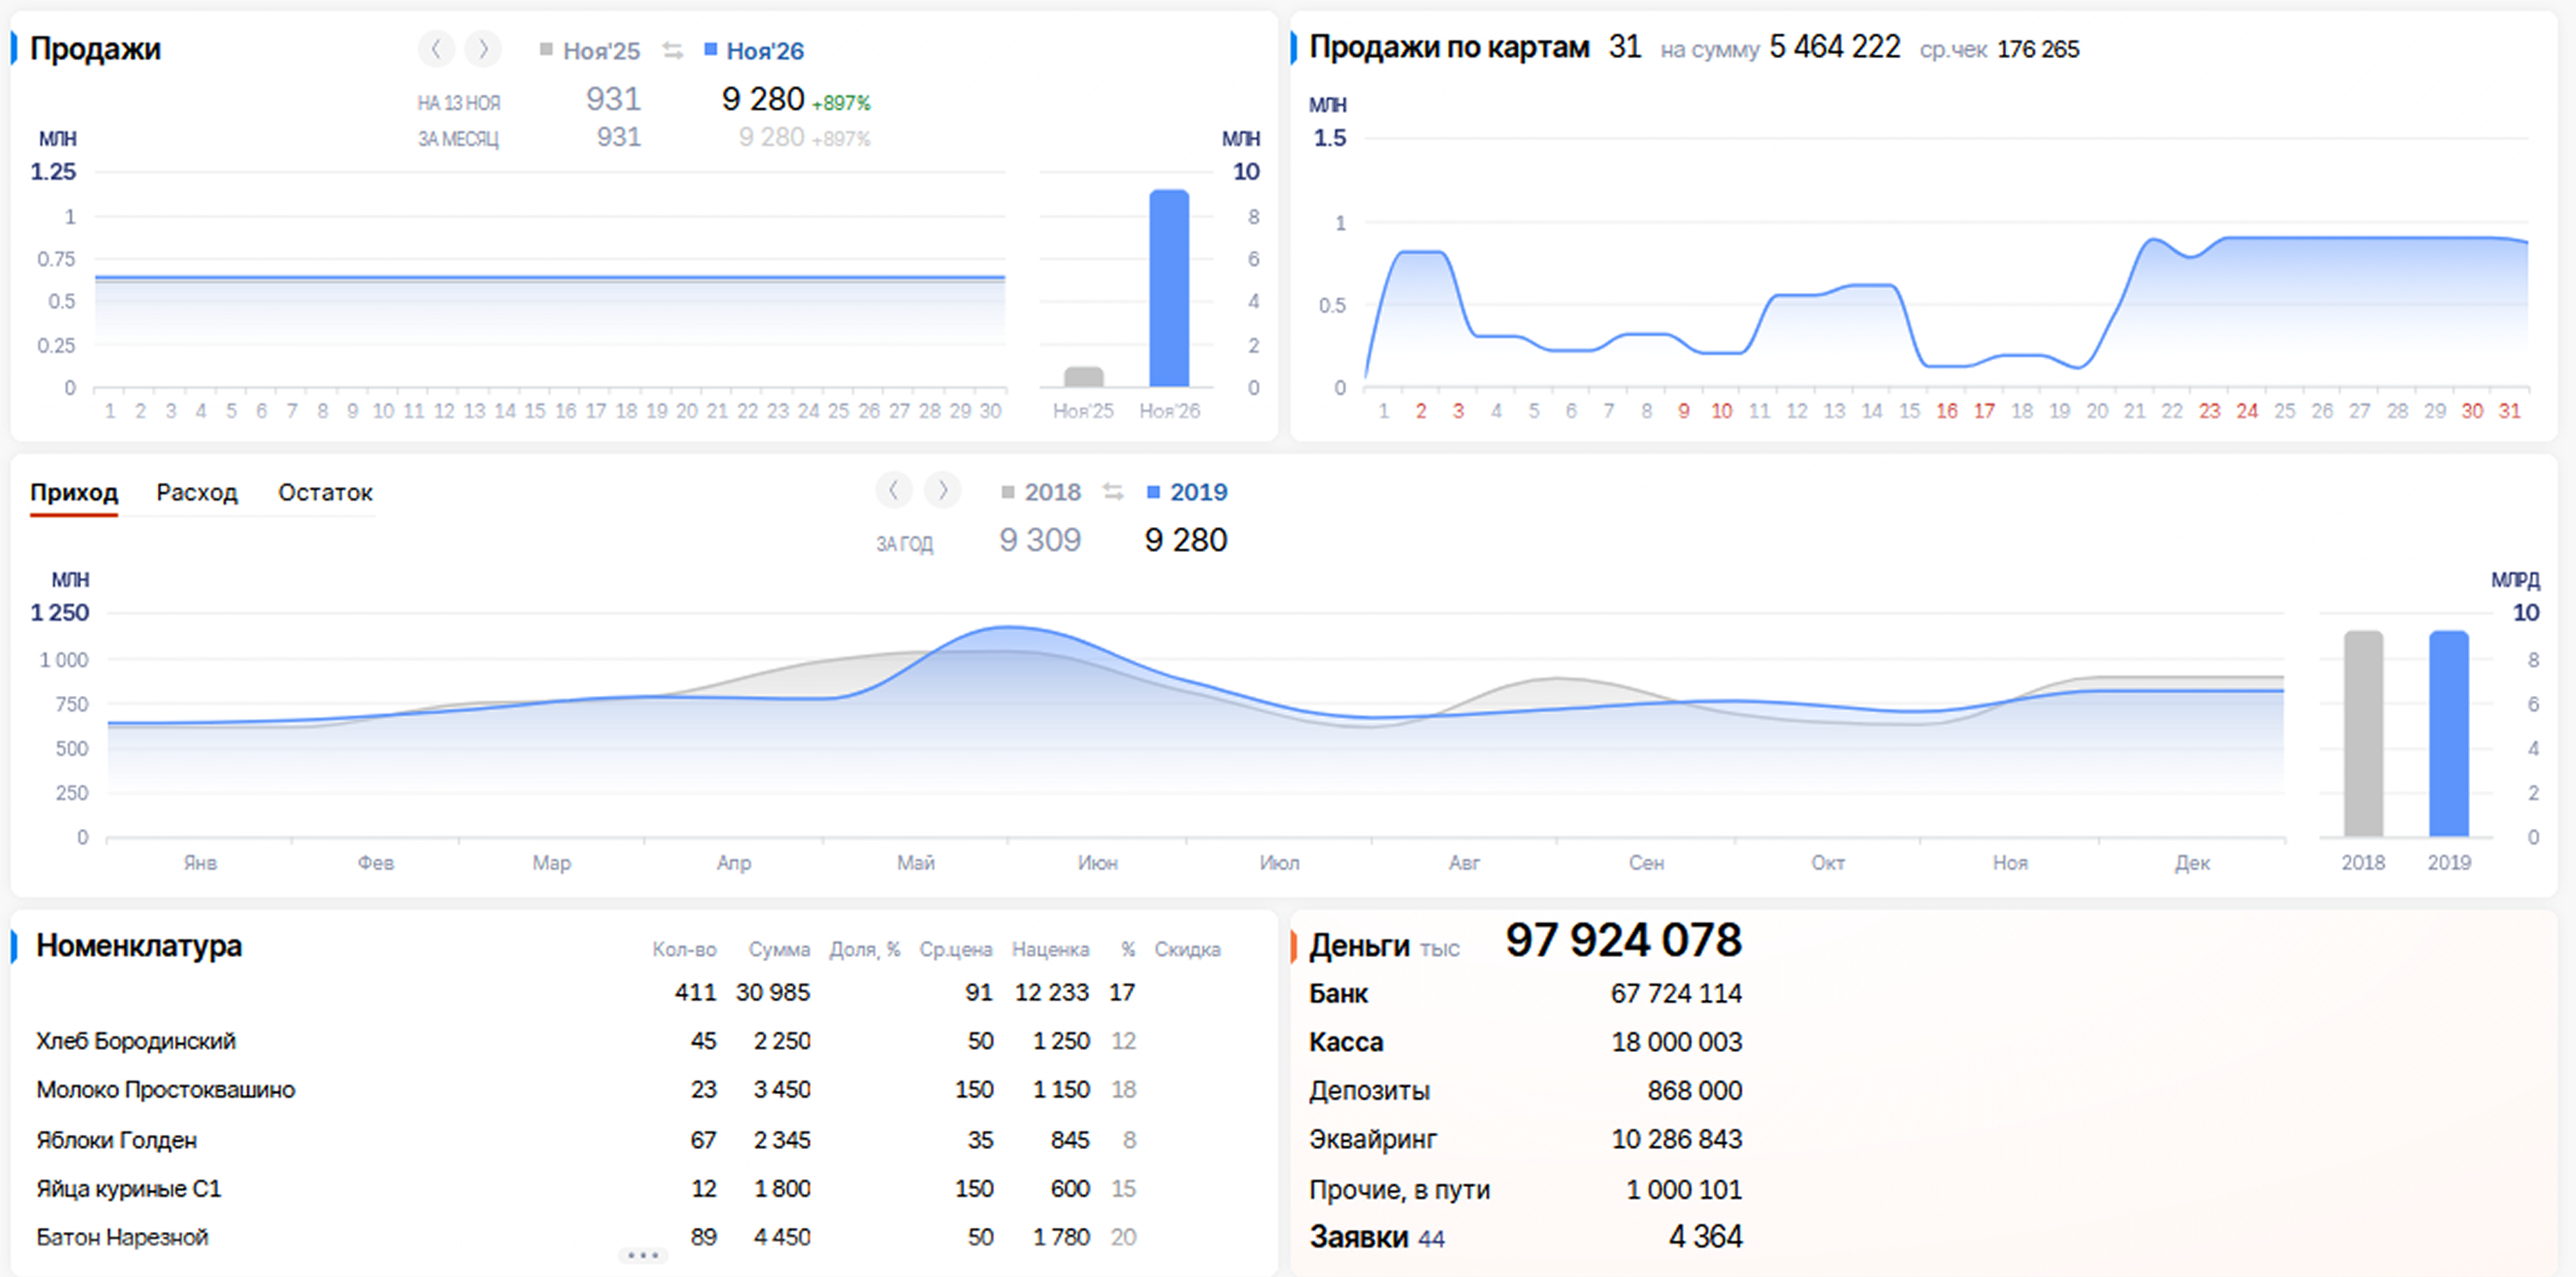 Продажи
Ноя'25 Ноя'26
НА 13 НОЯ 931 9 280 +897%
ЗА МЕСЯЦ 931 9 280 +897%
МЛН
1.25
1
0.75
0.5
0.25
0
1 2 3 4 5 6 7 8 9 10 11 12 13 14 15 16 17 18 19 20 21 22 23 24 25 26 27 28 29 30
МЛН
10
8
6
4
2
0
Ноя'25 Ноя'26
Продажи по картам 31 на сумму 5 464 222 ср.чек 176 265
МЛН
1.5
1
0.5
0
1 2 3 4 5 6 7 8 9 10 11 12 13 14 15 16 17 18 19 20 21 22 23 24 25 26 27 28 29 30 31
Приход Расход Остаток
2018 2019
ЗА ГОД 9 309 9 280
МЛН
1 250
1 000
750
500
250
0
Янв Фев Мар Апр Май Июн Июл Авг Сен Окт Ноя Дек
МЛРД
10
8
6
4
2
0
2018 2019
Номенклатура Кол-во Сумма Доля, % Ср.цена Наценка % Скидка
411 30 985 91 12 233 17
Хлеб Бородинский 45 2 250 50 1 250 12
Молоко Простоквашино 23 3 450 150 1 150 18
Яблоки Голден 67 2 345 35 845 8
Яйца куриные С1 12 1 800 150 600 15
Батон Нарезной 89 4 450 50 1 780 20
Деньги тыс 97 924 078
Банк 67 724 114
Касса 18 000 003
Депозиты 868 000
Эквайринг 10 286 843
Прочие, в пути 1 000 101
Заявки 44 4 364